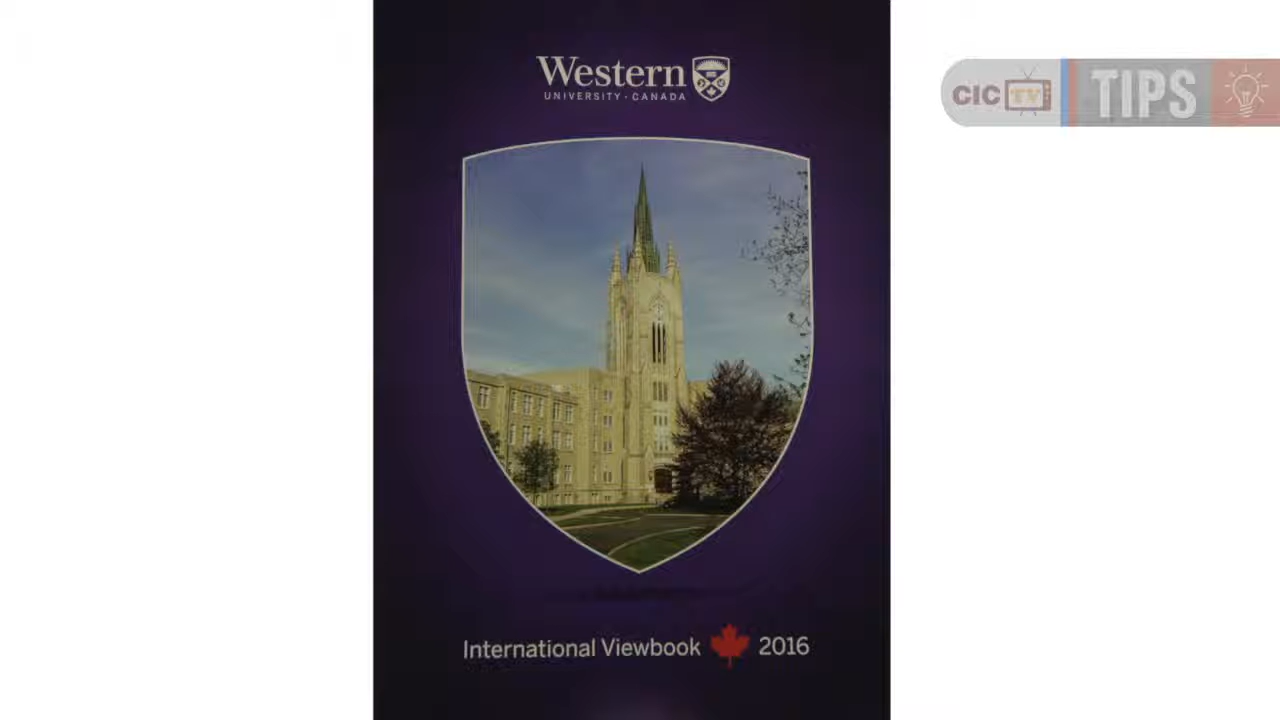 Western
UNIVERSITY · CANADA
CIC TV TIPS
International Viewbook 2016